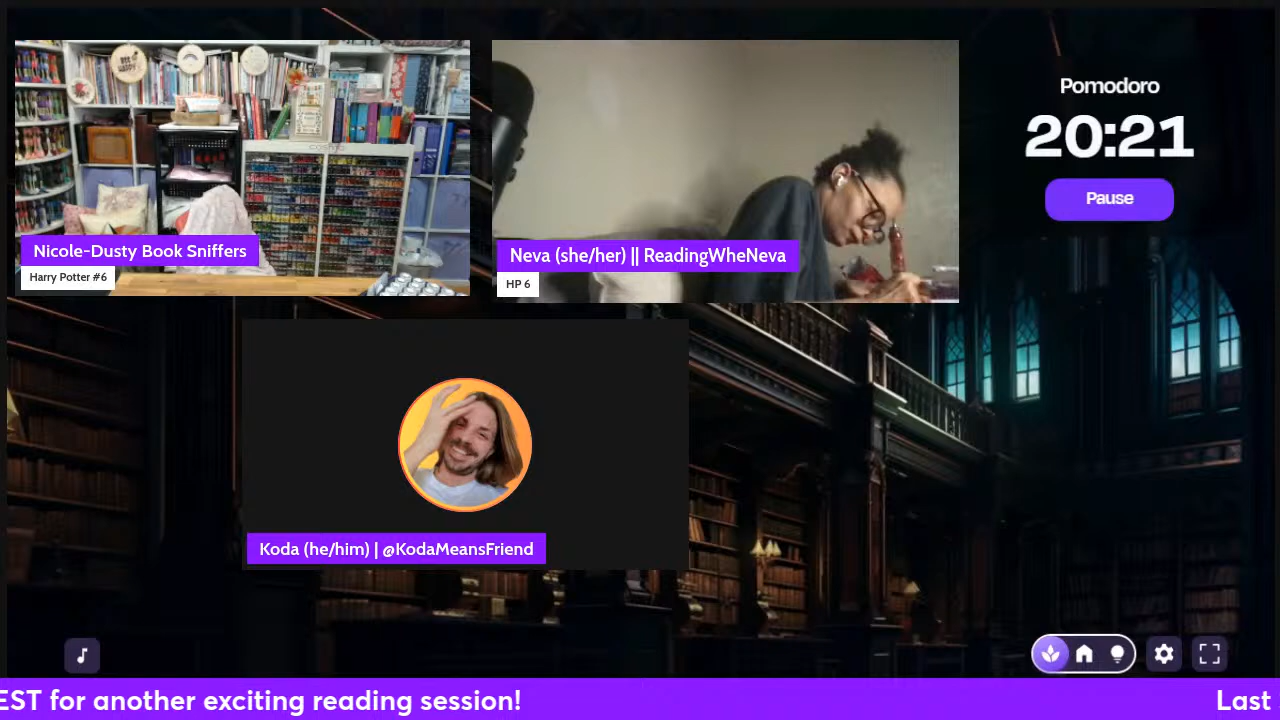 Pomodoro
20:21
Pause
Nicole-Dusty Book Sniffers
Harry Potter #6
Neva (she/her) || ReadingWheNeva
HP 6
Koda (he/him) | @KodaMeansFriend
EST for another exciting reading session!
Last